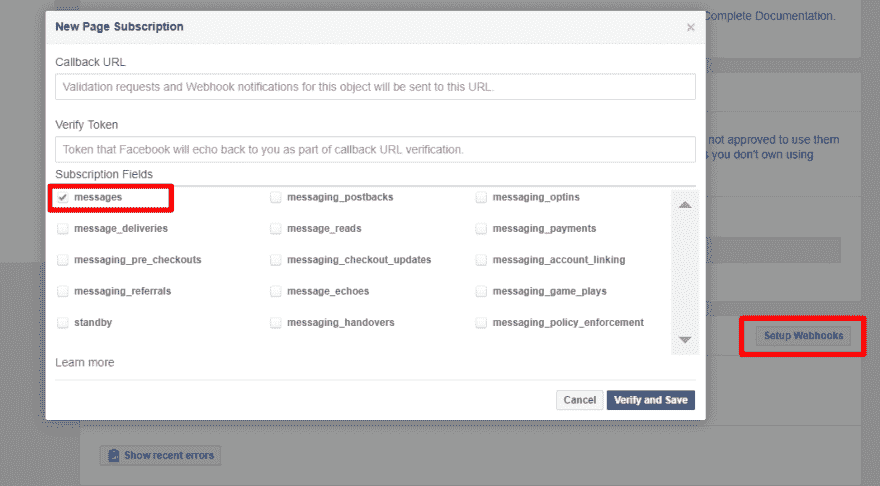 Complete Documentation.
New Page Subscription
×
Callback URL
Validation requests and Webhook notifications for this object will be sent to this URL.
Verify Token
Token that Facebook will echo back to you as part of callback URL verification.
not approved to use them
s you don't own using
Subscription Fields
messages messaging_postbacks messaging_optins
message_deliveries message_reads messaging_payments
messaging_pre_checkouts messaging_checkout_updates messaging_account_linking
messaging_referrals message_echoes messaging_game_plays
standby messaging_handovers messaging_policy_enforcement
Setup Webhooks
Learn more
Cancel Verify and Save
Show recent errors